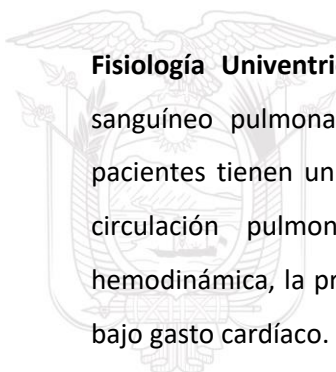 Fisiología Univentri
sanguíneo pulmona
pacientes tienen un
circulación pulmon
hemodinámica, la pr
bajo gasto cardíaco.